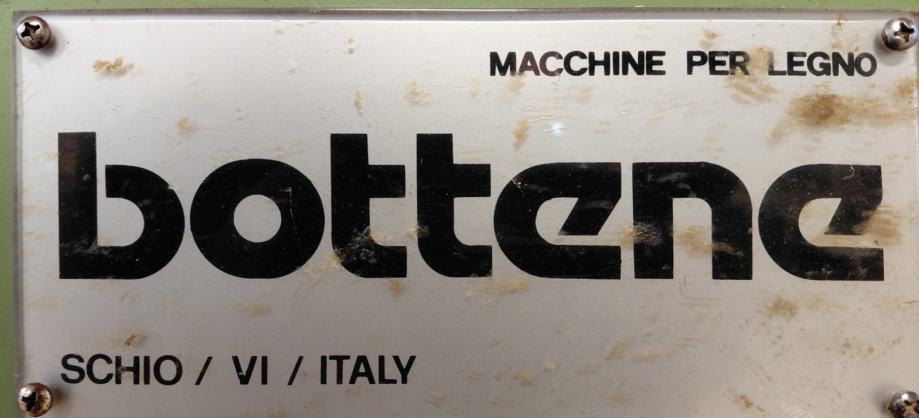 MACCHINE PER LEGNO
bottene
SCHIO / VI / ITALY